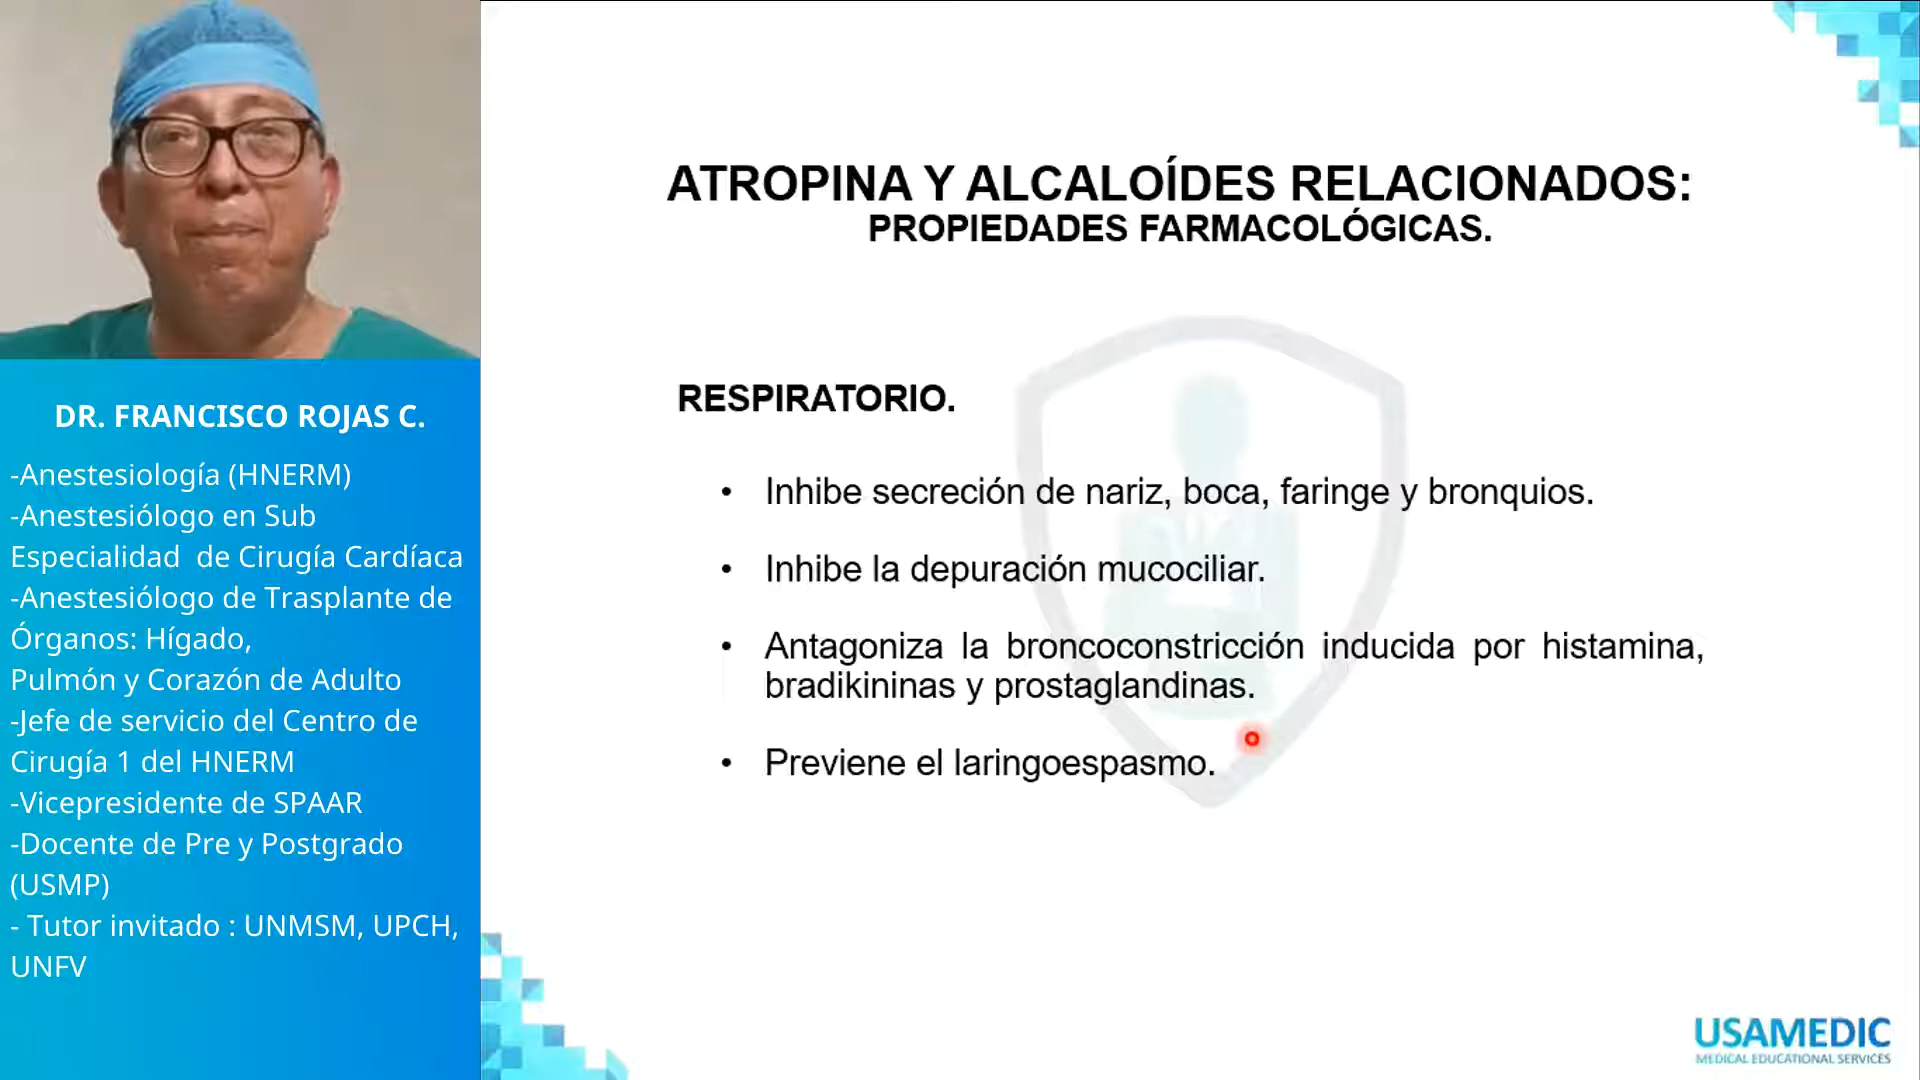 DR. FRANCISCO ROJAS C.
-Anestesiología (HNERM)
-Anestesiólogo en Sub
Especialidad  de Cirugía Cardíaca
-Anestesiólogo de Trasplante de
Órganos: Hígado,
Pulmón y Corazón de Adulto
-Jefe de servicio del Centro de
Cirugía 1 del HNERM
-Vicepresidente de SPAAR
-Docente de Pre y Postgrado
(USMP)
- Tutor invitado : UNMSM, UPCH,
UNFV
ATROPINA Y ALCALOÍDES RELACIONADOS:
PROPIEDADES FARMACOLÓGICAS.
RESPIRATORIO.
• Inhibe secreción de nariz, boca, faringe y bronquios.
• Inhibe la depuración mucociliar.
• Antagoniza la broncoconstricción inducida por histamina,
bradikininas y prostaglandinas.
• Previene el laringoespasmo.
USAMEDIC
MEDICAL EDUCATIONAL SERVICES